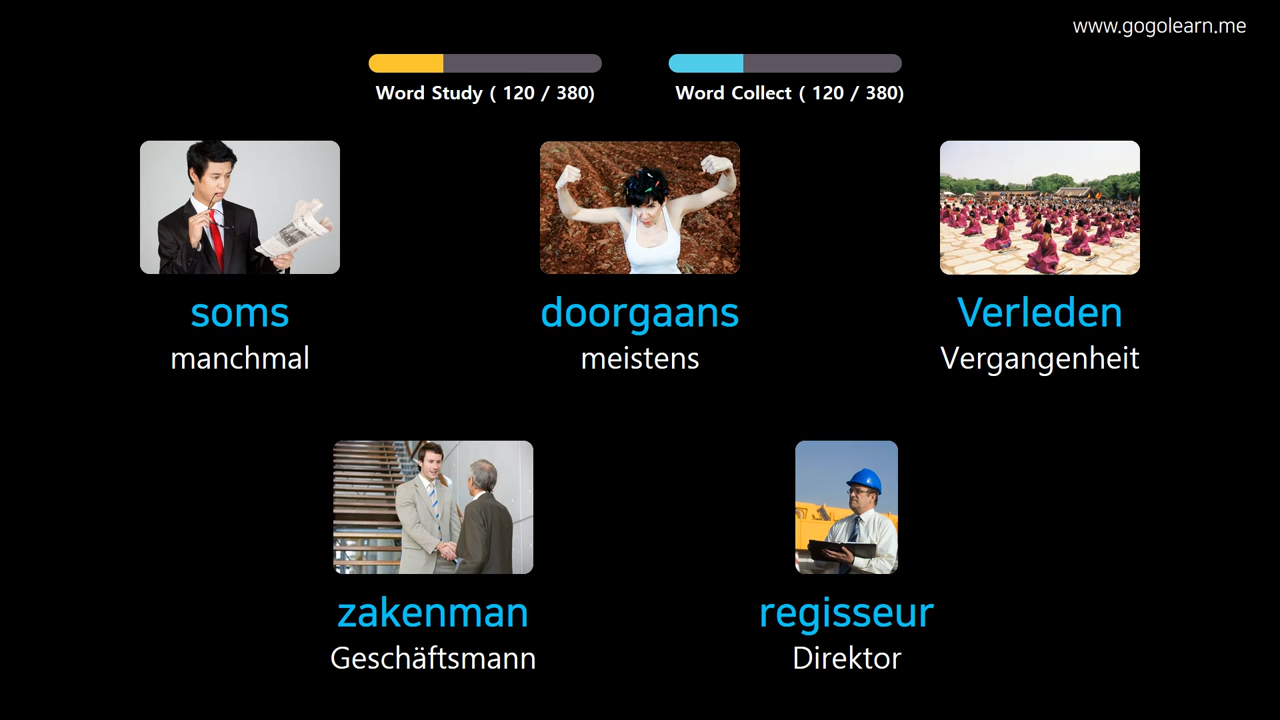 www.gogolearn.me
Word Study ( 120 / 380)
Word Collect ( 120 / 380)
soms
doorgaans
Verleden
manchmal
meistens
Vergangenheit
zakenman
regisseur
Geschäftsmann
Direktor